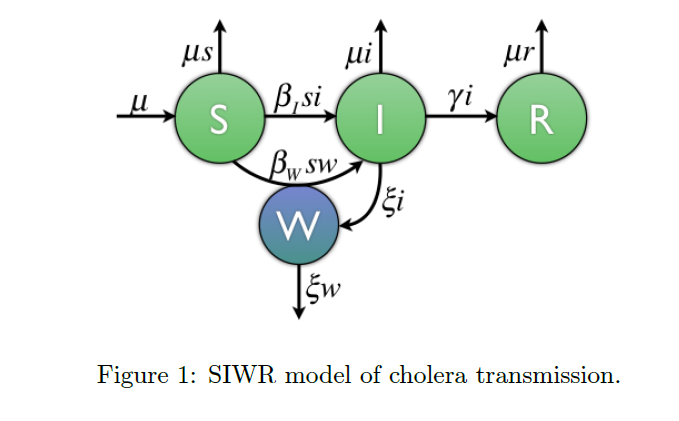 μs μi μr
μ S β_I si I γi R
β_W sw
W ξi
ξw
Figure 1: SIWR model of cholera transmission.